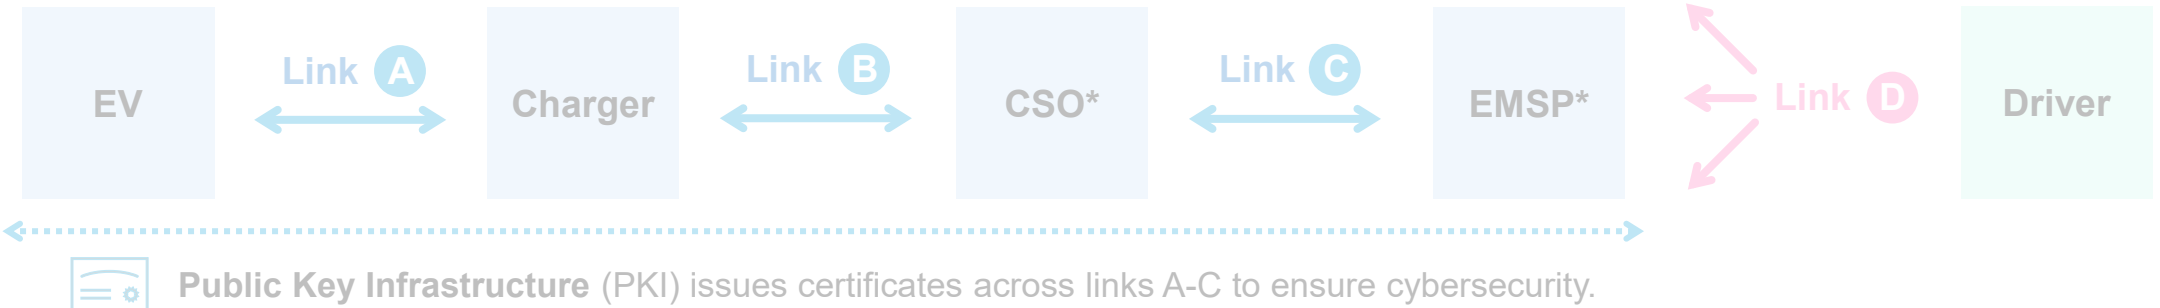 EV
Link A
Charger
Link B
CSO*
Link C
EMSP*
Link D
Driver
Public Key Infrastructure (PKI) issues certificates across links A-C to ensure cybersecurity.